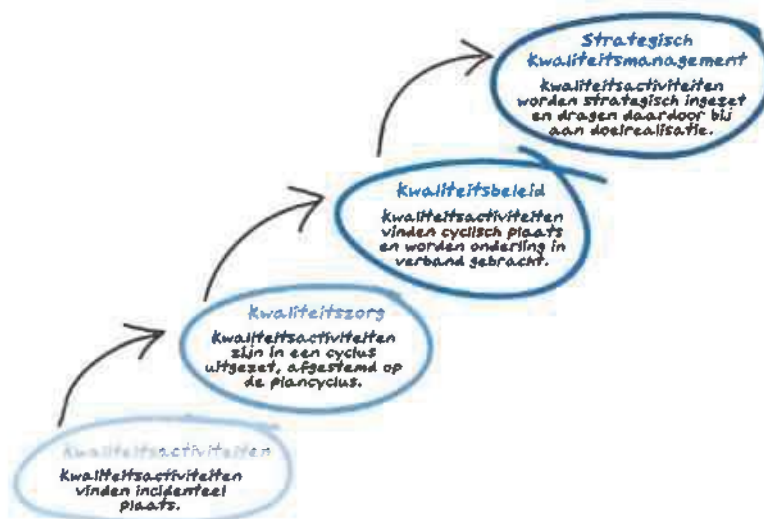 Strategisch
kwaliteitsmanagement
kwaliteitsactiviteiten
worden strategisch ingezet
en dragen daardoor bij
aan doelrealisatie.
kwaliteitsbeleid
kwaliteitsactiviteiten
vinden cyclisch plaats
en worden onderling in
verband gebracht.
kwaliteitszorg
kwaliteitsactiviteiten
zijn in een cyclus
uitgezet, afgestemd op
de plancyclus.
kwaliteitsactiviteiten
kwaliteitsactiviteiten
vinden incidenteel
plaats.